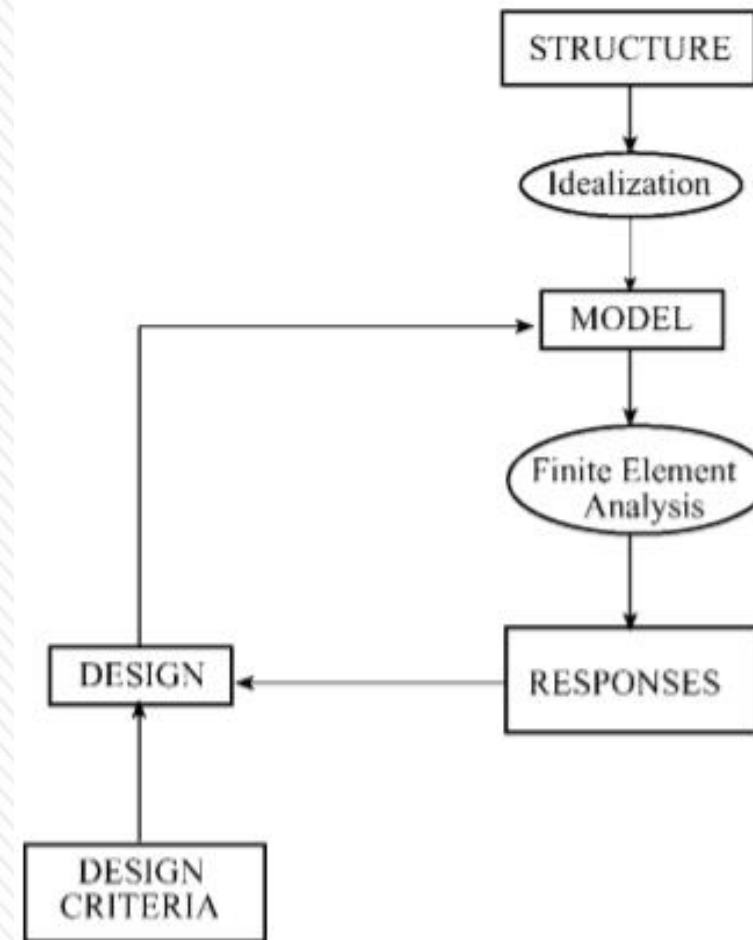 STRUCTURE
Idealization
MODEL
Finite Element
Analysis
RESPONSES
DESIGN
DESIGN
CRITERIA